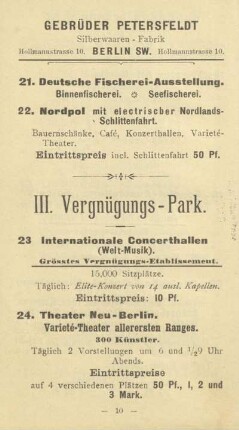 GEBRÜDER PETERSFELDT
Silberwaaren - Fabrik
Hollmannstrasse 10. BERLIN SW. Hollmannstrasse 10.
21. Deutsche Fischerei-Ausstellung.
Binnenfischerei. ☼ Seefischerei.
22. Nordpol mit electrischer Nordlands-
Schlittenfahrt.
Bauernschänke, Café, Konzerthallen, Varieté-
Theater.
Eintrittspreis incl. Schlittenfahrt 50 Pf.
III. Vergnügungs-Park.
23 Internationale Concerthallen
(Welt-Musik).
Grösstes Vergnügungs-Etablissement.
15,000 Sitzplätze.
Täglich: Elite-Konzert von 14 ausl. Kapellen.
Eintrittspreis: 10 Pf.
24. Theater Neu-Berlin.
Varieté-Theater allerersten Ranges.
300 Künstler.
Täglich 2 Vorstellungen um 6 und ½9 Uhr
Abends.
Eintrittspreise
auf 4 verschiedenen Plätzen 50 Pf., 1, 2 und
3 Mark.
— 10 —